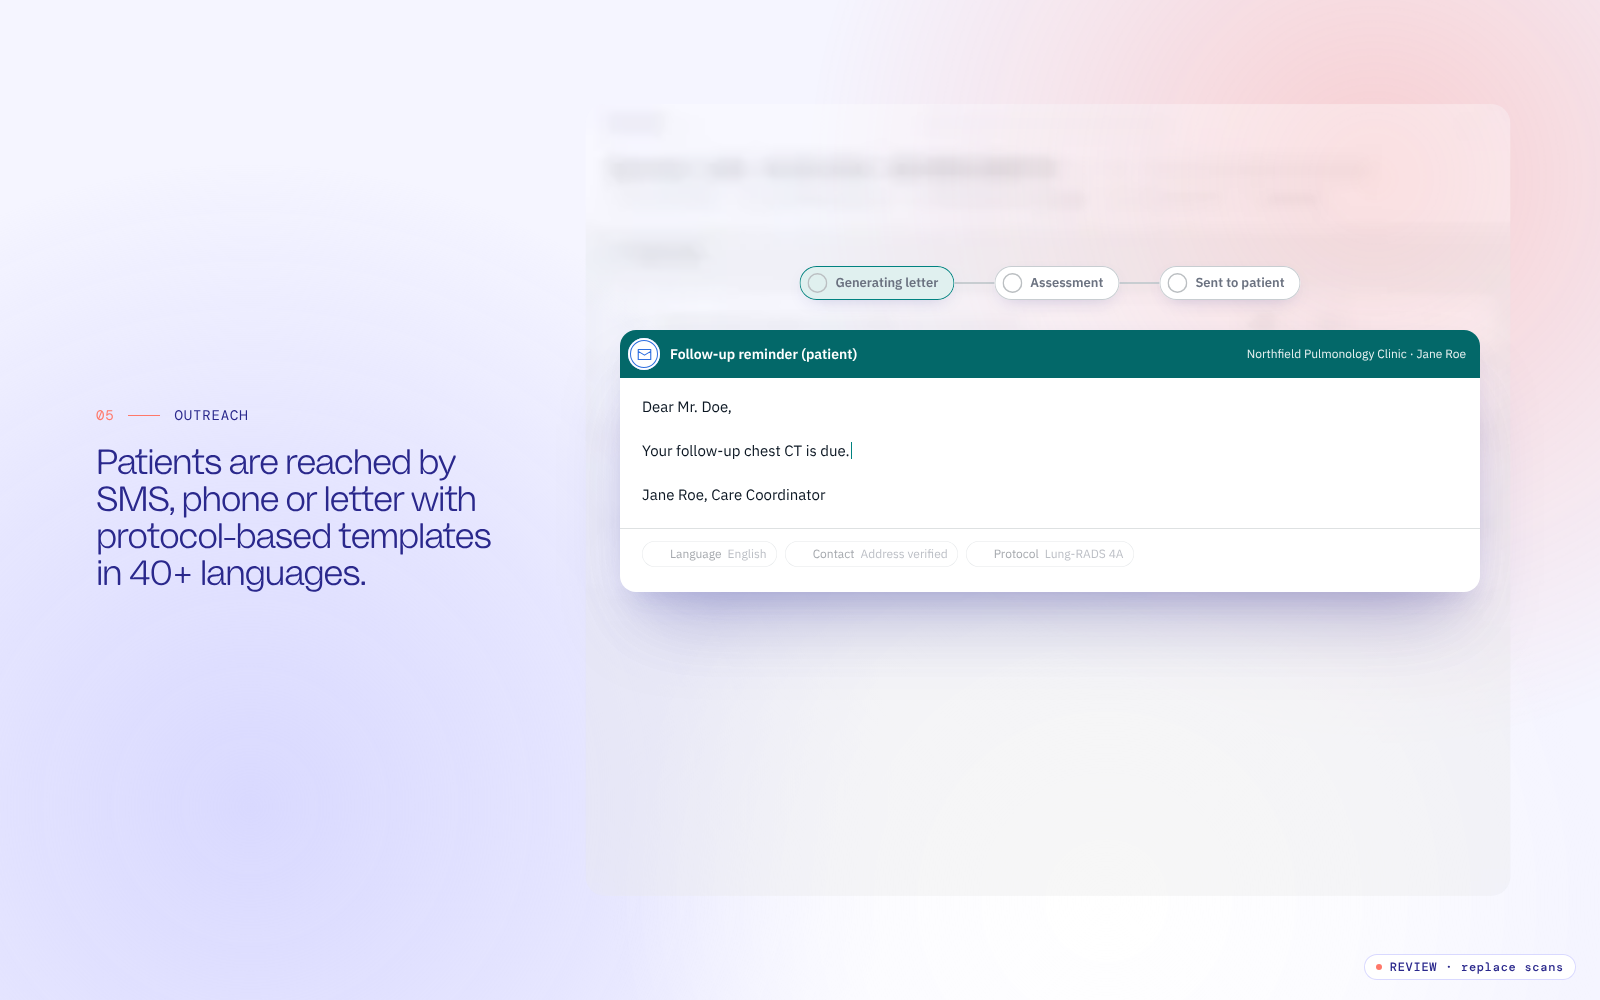 05 OUTREACH
Patients are reached by
SMS, phone or letter with
protocol-based templates
in 40+ languages.
Generating letter
Assessment
Sent to patient
Follow-up reminder (patient)
Northfield Pulmonology Clinic · Jane Roe
Dear Mr. Doe,
Your follow-up chest CT is due.
Jane Roe, Care Coordinator
Language English
Contact Address verified
Protocol Lung-RADS 4A
REVIEW · replace scans